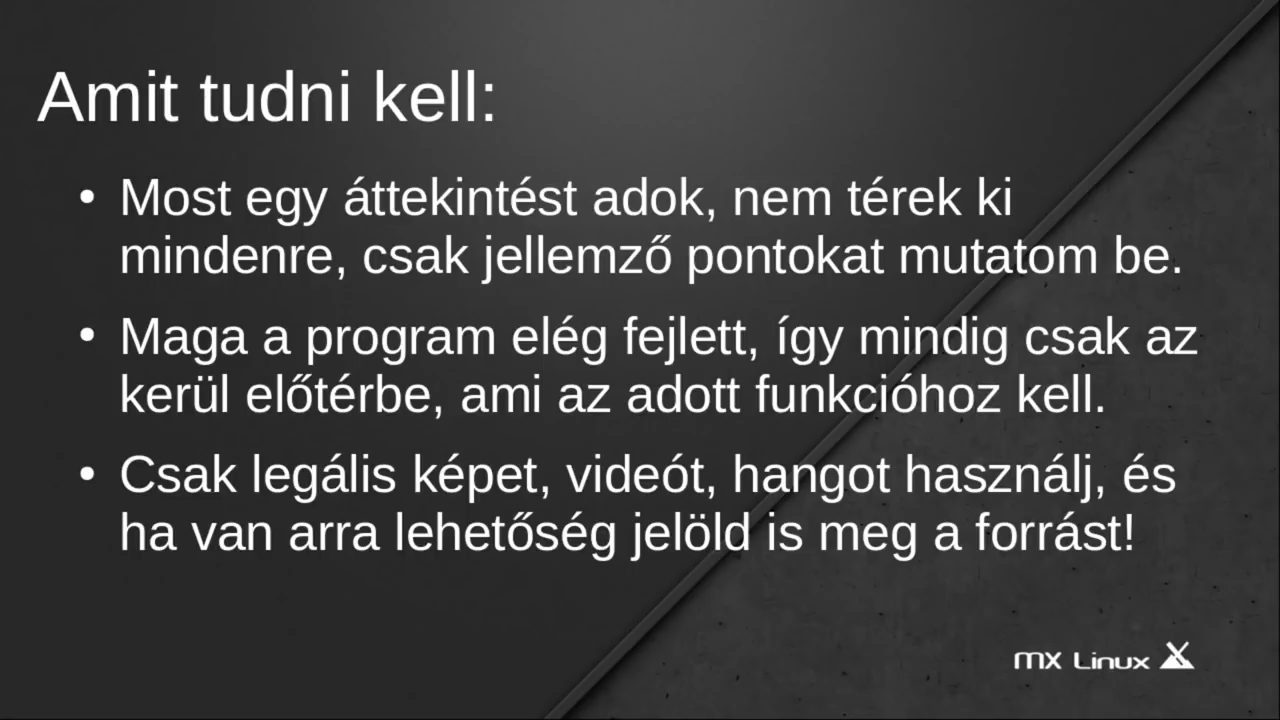 Amit tudni kell:
• Most egy áttekintést adok, nem térek ki
mindenre, csak jellemző pontokat mutatom be.
• Maga a program elég fejlett, így mindig csak az
kerül előtérbe, ami az adott funkcióhoz kell.
• Csak legális képet, videót, hangot használj, és
ha van arra lehetőség jelöld is meg a forrást!
MX Linux